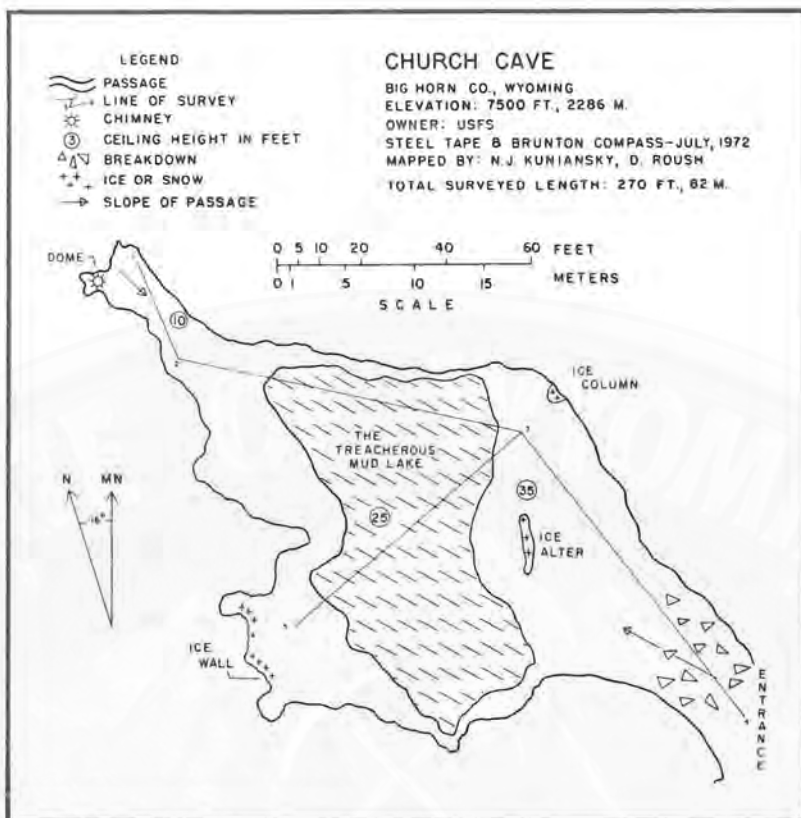 LEGEND
PASSAGE
LINE OF SURVEY
CHIMNEY
3 CEILING HEIGHT IN FEET
BREAKDOWN
ICE OR SNOW
SLOPE OF PASSAGE
CHURCH CAVE
BIG HORN CO., WYOMING
ELEVATION: 7500 FT., 2286 M.
OWNER: USFS
STEEL TAPE & BRUNTON COMPASS-JULY, 1972
MAPPED BY: N.J. KUNIANSKY, D. ROUSH
TOTAL SURVEYED LENGTH: 270 FT., 82 M.
0 5 10 20 40 60 FEET
0 1 5 10 15 METERS
SCALE
DOME
10
ICE
COLUMN
THE
TREACHEROUS
MUD LAKE
25
35
ICE
ALTER
N MN
16°
ICE
WALL
ENTRANCE